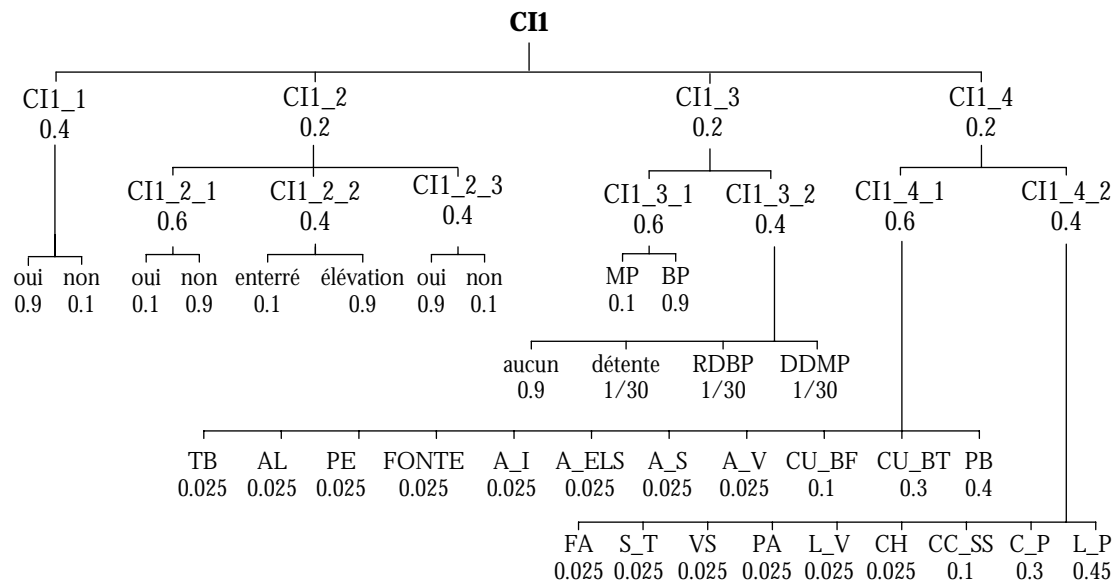 CI1
CI1_1 CI1_2 CI1_3 CI1_4
0.4 0.2 0.2 0.2
CI1_2_1 CI1_2_2 CI1_2_3 CI1_3_1 CI1_3_2 CI1_4_1 CI1_4_2
0.6 0.4 0.4 0.6 0.4 0.6 0.4
oui non oui non enterré élévation oui non MP BP
0.9 0.1 0.1 0.9 0.1 0.9 0.9 0.1 0.1 0.9
aucun détente RDBP DDMP
0.9 1/30 1/30 1/30
TB AL PE FONTE A_I A_ELS A_S A_V CU_BF CU_BT PB
0.025 0.025 0.025 0.025 0.025 0.025 0.025 0.025 0.1 0.3 0.4
FA S_T VS PA L_V CH CC_SS C_P L_P
0.025 0.025 0.025 0.025 0.025 0.025 0.1 0.3 0.45